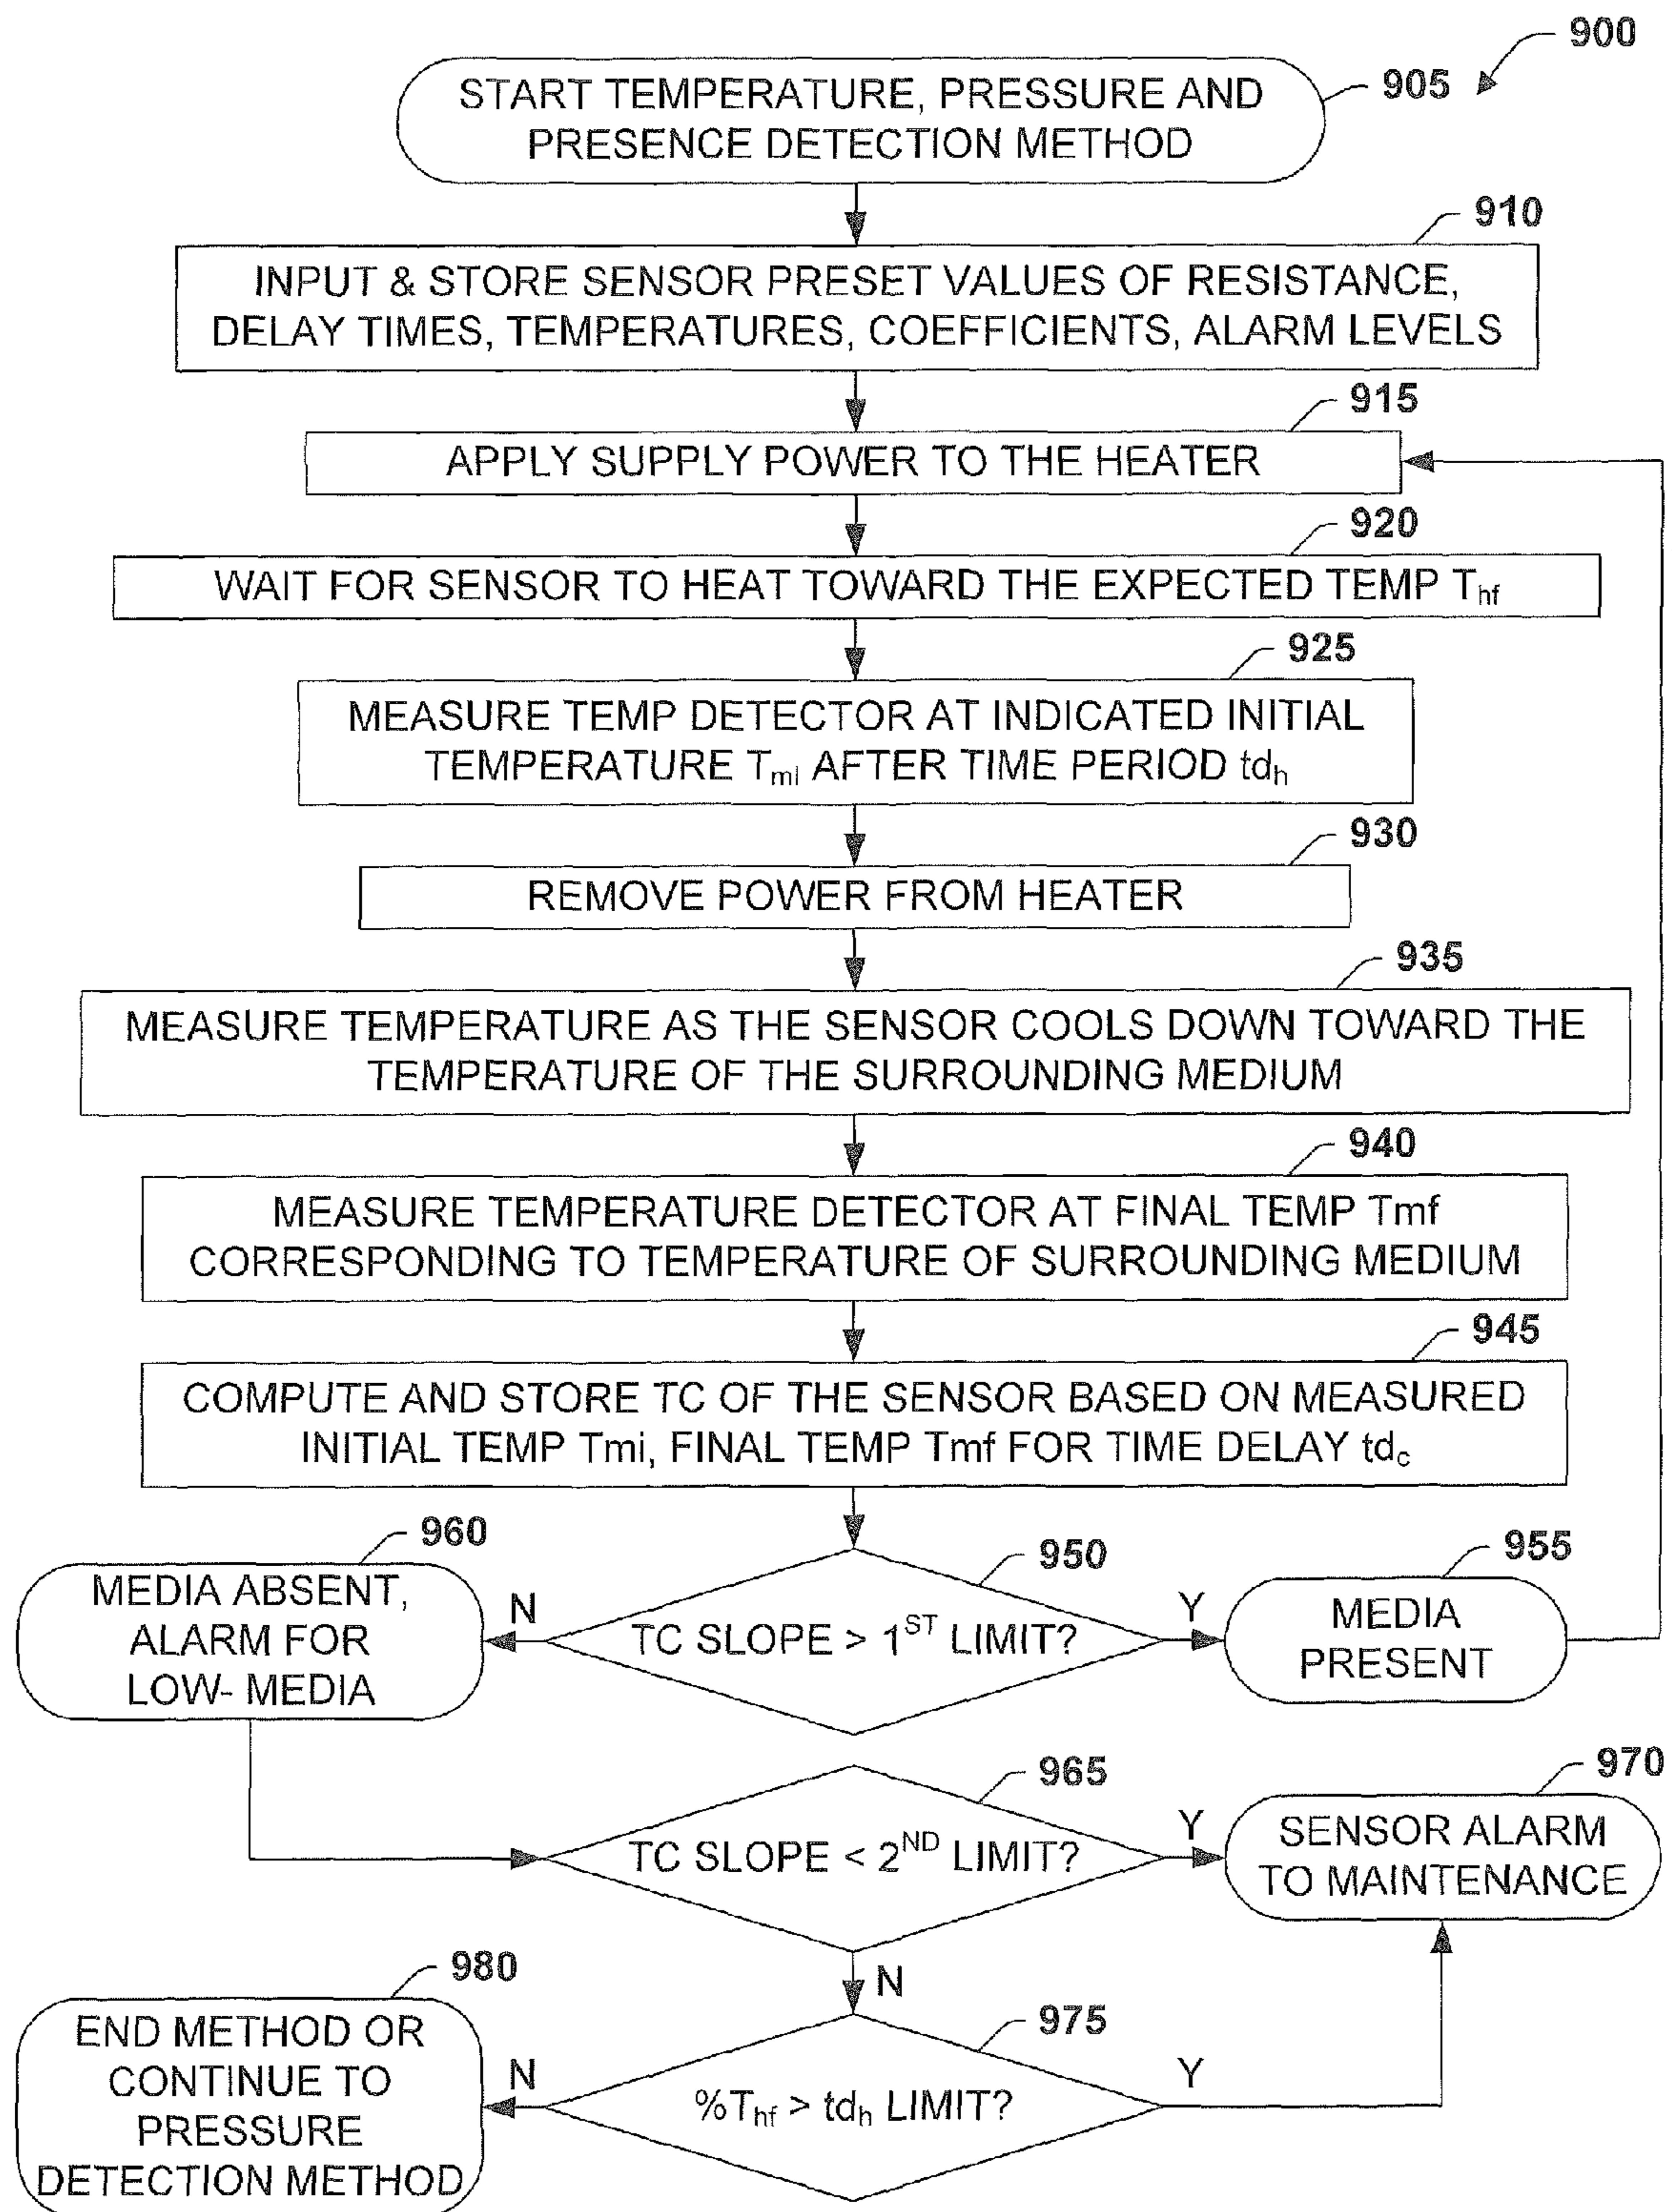 900
START TEMPERATURE, PRESSURE AND
PRESENCE DETECTION METHOD
905
910
INPUT & STORE SENSOR PRESET VALUES OF RESISTANCE,
DELAY TIMES, TEMPERATURES, COEFFICIENTS, ALARM LEVELS
915
APPLY SUPPLY POWER TO THE HEATER
920
WAIT FOR SENSOR TO HEAT TOWARD THE EXPECTED TEMP Thf
925
MEASURE TEMP DETECTOR AT INDICATED INITIAL
TEMPERATURE Tmi AFTER TIME PERIOD tdh
930
REMOVE POWER FROM HEATER
935
MEASURE TEMPERATURE AS THE SENSOR COOLS DOWN TOWARD THE
TEMPERATURE OF THE SURROUNDING MEDIUM
940
MEASURE TEMPERATURE DETECTOR AT FINAL TEMP Tmf
CORRESPONDING TO TEMPERATURE OF SURROUNDING MEDIUM
945
COMPUTE AND STORE TC OF THE SENSOR BASED ON MEASURED
INITIAL TEMP Tmi, FINAL TEMP Tmf FOR TIME DELAY tdc
960
MEDIA ABSENT,
ALARM FOR
LOW- MEDIA
N
950
TC SLOPE > 1ST LIMIT?
Y
955
MEDIA
PRESENT
965
TC SLOPE < 2ND LIMIT?
Y
970
SENSOR ALARM
TO MAINTENANCE
N
980
END METHOD OR
CONTINUE TO
PRESSURE
DETECTION METHOD
N
975
%Thf > tdh LIMIT?
Y